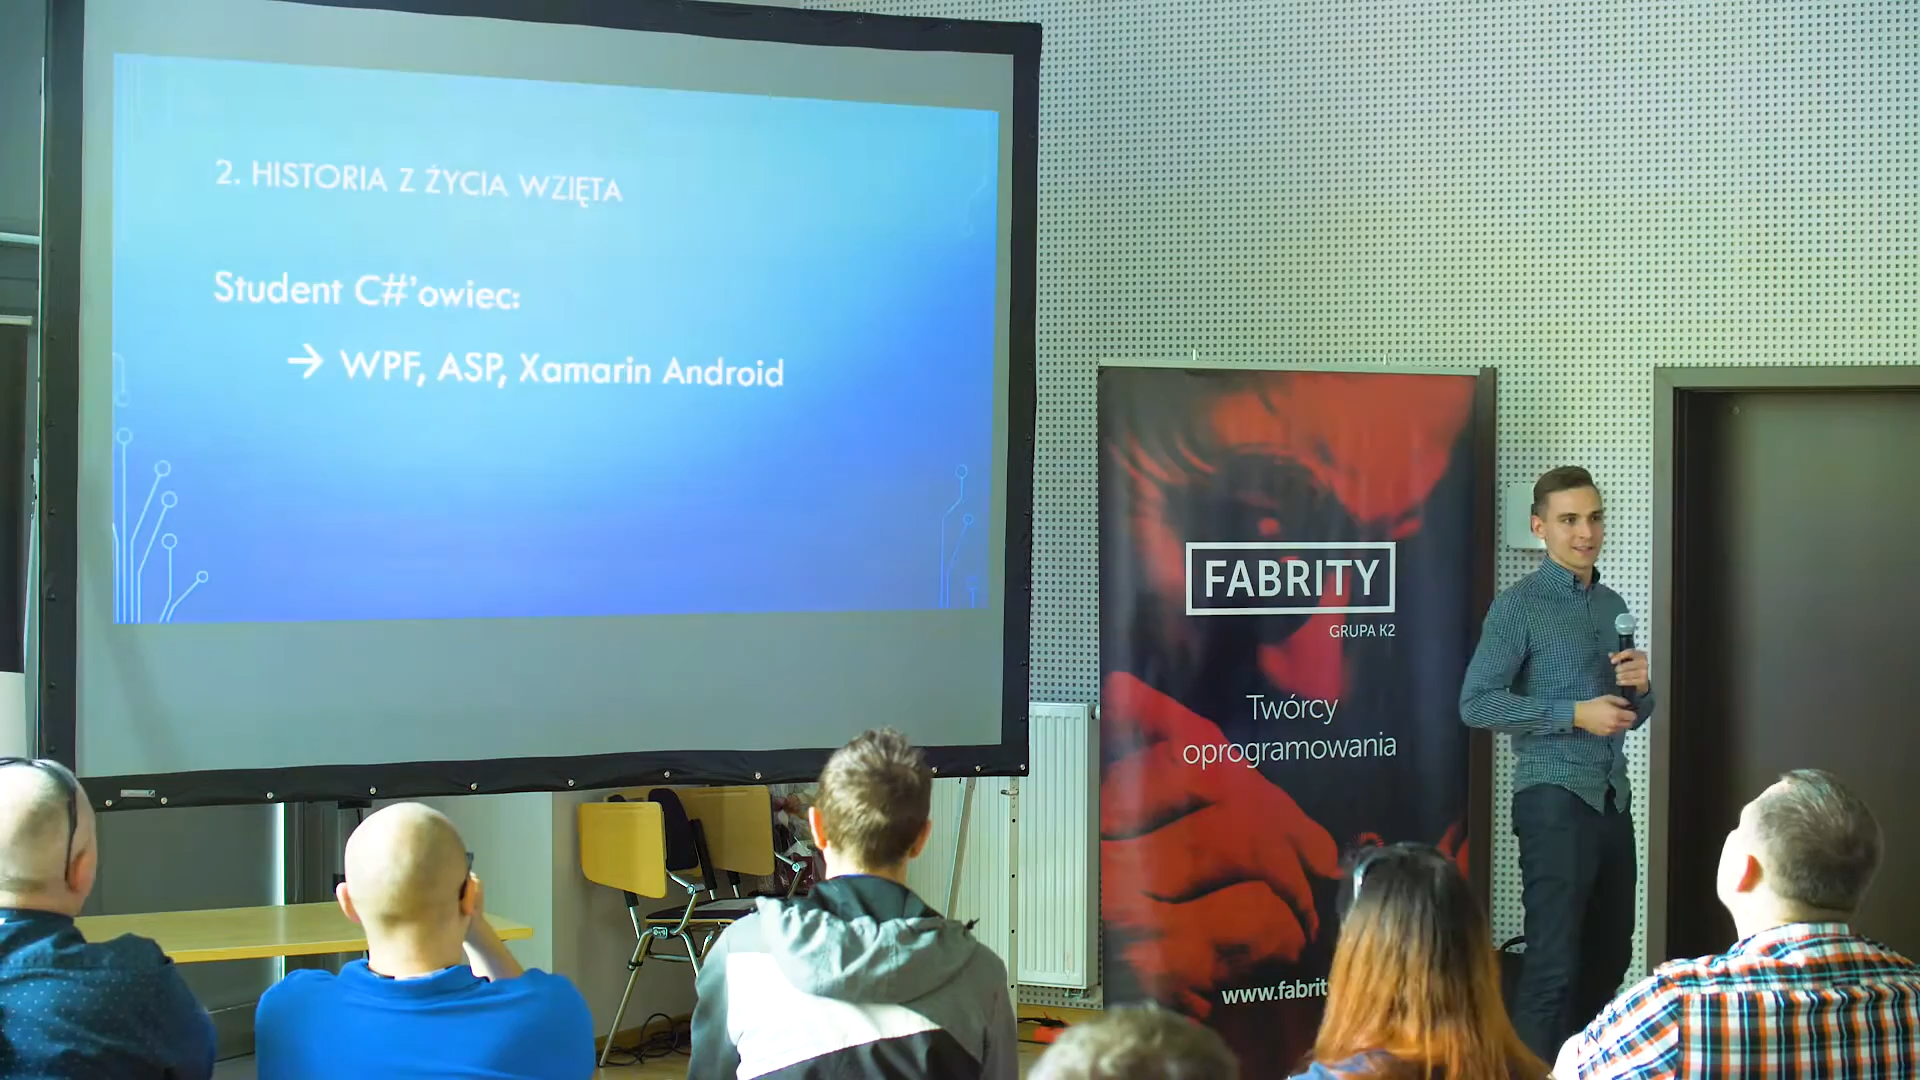 2. HISTORIA Z ŻYCIA WZIĘTA
Student C#'owiec:
→ WPF, ASP, Xamarin Android
FABRITY
GRUPA K2
Twórcy
oprogramowania
www.fabrit